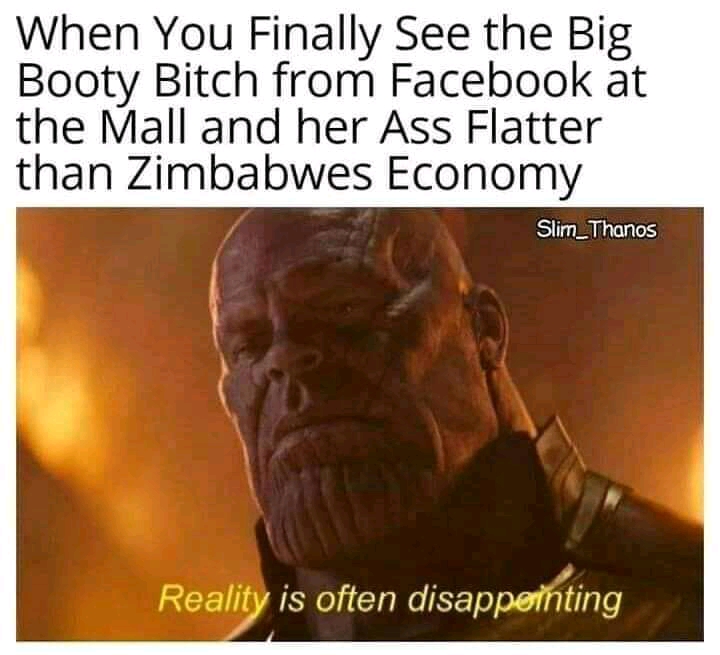 When You Finally See the Big
Booty Bitch from Facebook at
the Mall and her Ass Flatter
than Zimbabwes Economy
Slim_Thanos
Reality is often disappointing